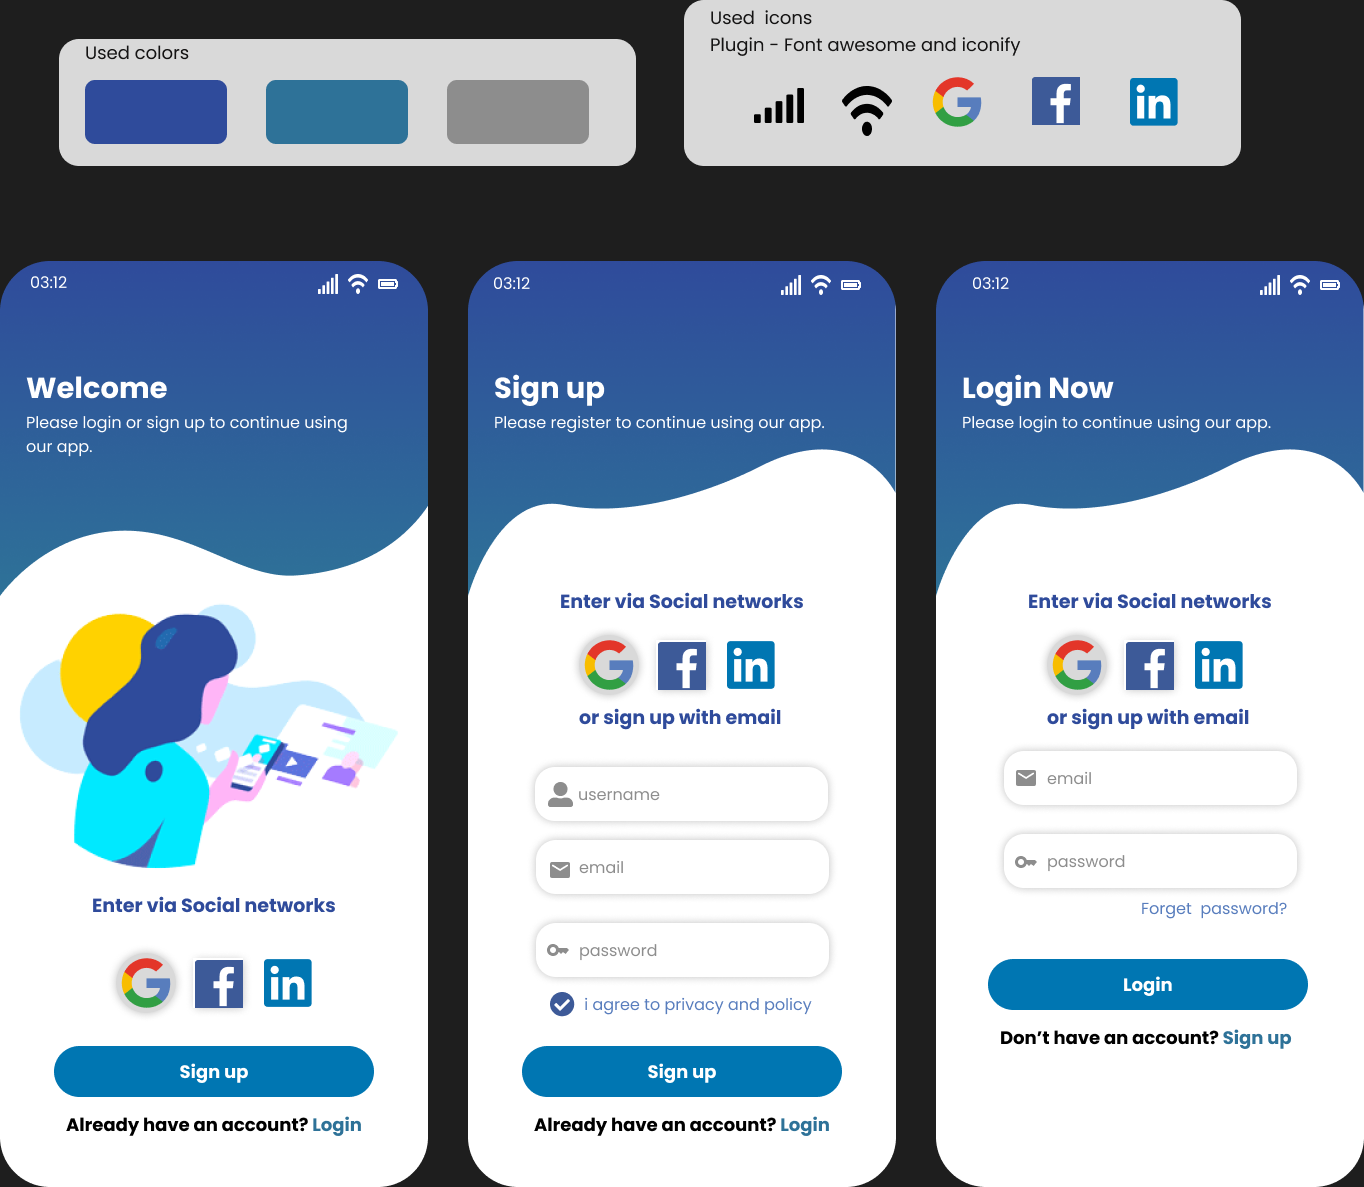 Used colors
Used icons
Plugin - Font awesome and iconify
03:12
Welcome
Please login or sign up to continue using
our app.
Enter via Social networks
Sign up
Already have an account? Login
03:12
Sign up
Please register to continue using our app.
Enter via Social networks
or sign up with email
username
email
password
i agree to privacy and policy
Sign up
Already have an account? Login
03:12
Login Now
Please login to continue using our app.
Enter via Social networks
or sign up with email
email
password
Forget password?
Login
Don’t have an account? Sign up